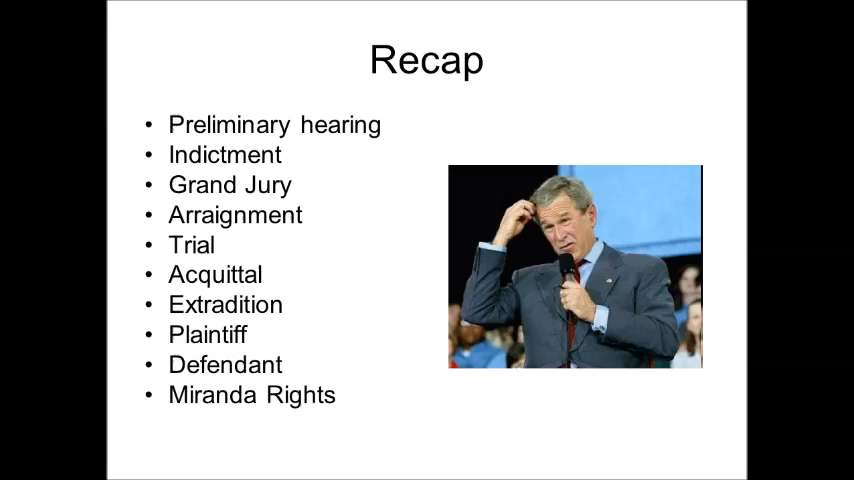 Recap
• Preliminary hearing
• Indictment
• Grand Jury
• Arraignment
• Trial
• Acquittal
• Extradition
• Plaintiff
• Defendant
• Miranda Rights